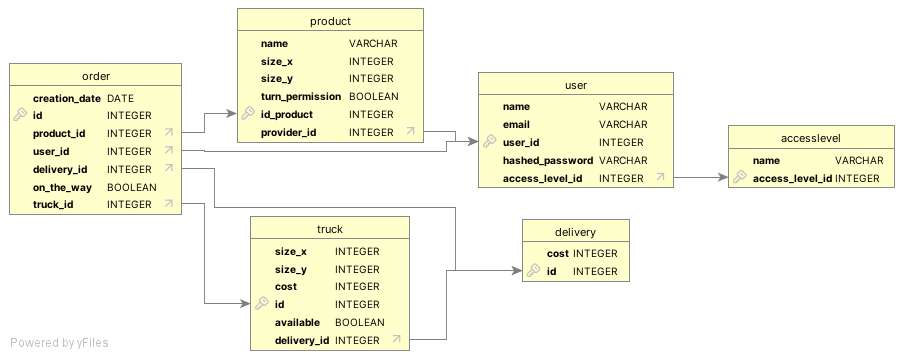 product
name VARCHAR
size_x INTEGER
size_y INTEGER
turn_permission BOOLEAN
id_product INTEGER
provider_id INTEGER
order
creation_date DATE
id INTEGER
product_id INTEGER
user_id INTEGER
delivery_id INTEGER
on_the_way BOOLEAN
truck_id INTEGER
user
name VARCHAR
email VARCHAR
user_id INTEGER
hashed_password VARCHAR
access_level_id INTEGER
accesslevel
name VARCHAR
access_level_id INTEGER
truck
size_x INTEGER
size_y INTEGER
cost INTEGER
id INTEGER
available BOOLEAN
delivery_id INTEGER
delivery
cost INTEGER
id INTEGER
Powered by yFiles